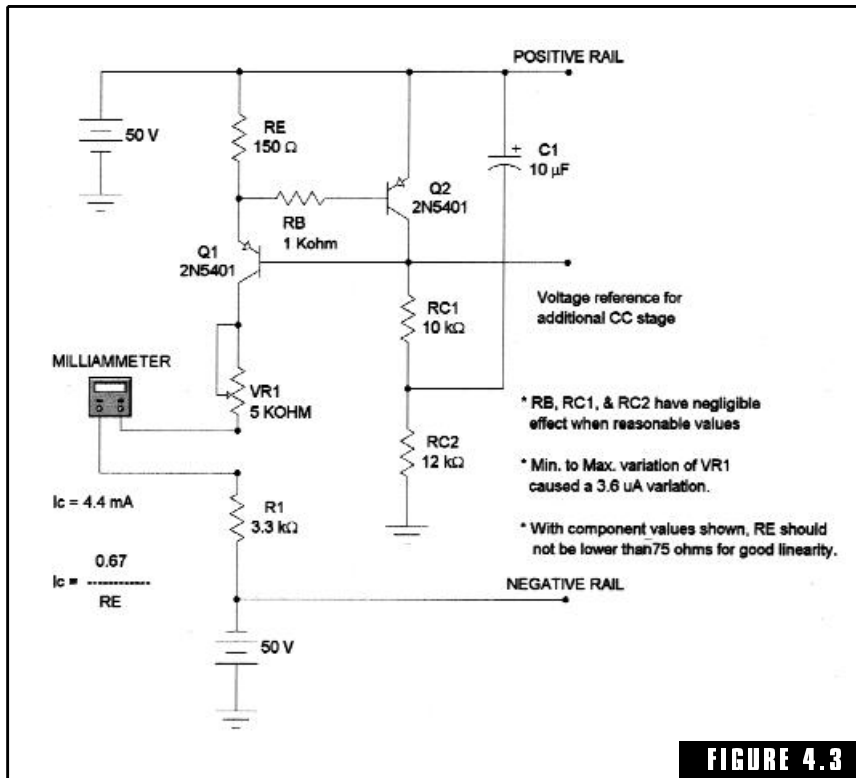 POSITIVE RAIL
50 V
RE
150 Ω
C1
10 µF
+
Q2
2N5401
RB
1 Kohm
Q1
2N5401
Voltage reference for
additional CC stage
RC1
10 kΩ
MILLIAMMETER
VR1
5 KOHM
* RB, RC1, & RC2 have negligible
effect when reasonable values
RC2
12 kΩ
* Min. to Max. variation of VR1
caused a 3.6 uA variation.
Ic = 4.4 mA
R1
3.3 kΩ
* With component values shown, RE should
not be lower than 75 ohms for good linearity.
0.67
Ic = ------------
RE
NEGATIVE RAIL
50 V
FIGURE 4.3